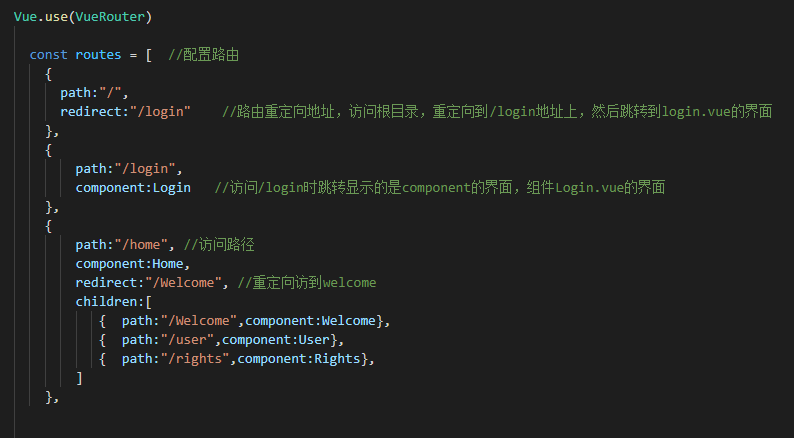 Vue.use(VueRouter)
const routes = [  //配置路由
{
path:"/",
redirect:"/login"    //路由重定向地址，访问根目录，重定向到/login地址上，然后跳转到login.vue的界面
},
{
path:"/login",
component:Login   //访问/login时跳转显示的是component的界面，组件Login.vue的界面
},
{
path:"/home", //访问路径
component:Home,
redirect:"/Welcome", //重定向访到welcome
children:[
{  path:"/Welcome",component:Welcome},
{  path:"/user",component:User},
{  path:"/rights",component:Rights},
]
},